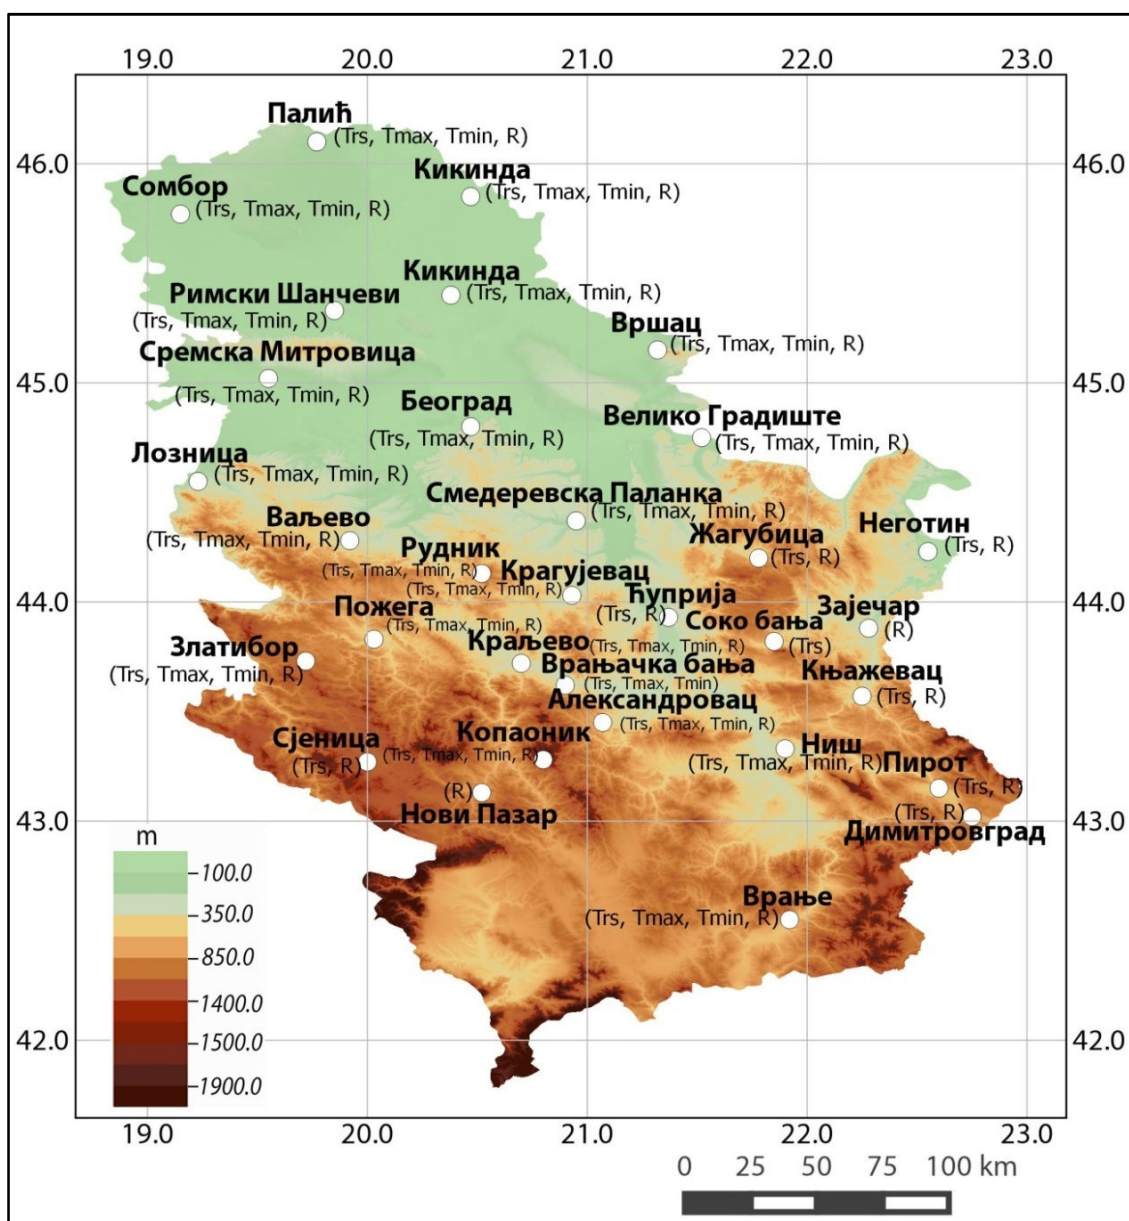 19.0 20.0 21.0 22.0 23.0
Палић
(Trs, Tmax, Tmin, R)
46.0 46.0
Кикинда
(Trs, Tmax, Tmin, R)
Сомбор
(Trs, Tmax, Tmin, R)
Кикинда
(Trs, Tmax, Tmin, R)
Римски Шанчеви
(Trs, Tmax, Tmin, R)
Вршац
(Trs, Tmax, Tmin, R)
Сремска Митровица
(Trs, Tmax, Tmin, R)
45.0 45.0
Београд
(Trs, Tmax, Tmin, R)
Велико Градиште
(Trs, Tmax, Tmin, R)
Лозница
(Trs, Tmax, Tmin, R)
Смедеревска Паланка
(Trs, Tmax, Tmin, R)
Ваљево
(Trs, Tmax, Tmin, R)
Жагубица
(Trs, R)
Неготин
(Trs, R)
Рудник
(Trs, Tmax, Tmin, R)
Крагујевац
(Trs, Tmax, Tmin, R)
44.0 44.0
Ћуприја
(Trs, R)
Пожега
(Trs, Tmax, Tmin, R)
Соко бања
(Trs)
Зајечар
(R)
Златибор
(Trs, Tmax, Tmin, R)
Краљево
(Trs, Tmax, Tmin, R)
Врањачка бања
(Trs, Tmax, Tmin)
Књажевац
(Trs, R)
Александровац
(Trs, Tmax, Tmin, R)
Сјеница
(Trs, R)
Копаоник
(Trs, Tmax, Tmin, R)
Ниш
(Trs, Tmax, Tmin, R)
Пирот
(Trs, R)
(R)
Нови Пазар
(Trs, R)
Димитровград
43.0 43.0
m
100.0
350.0
850.0
1400.0
1500.0
1900.0
Врање
(Trs, Tmax, Tmin, R)
42.0 42.0
19.0 20.0 21.0 22.0 23.0
0 25 50 75 100 km